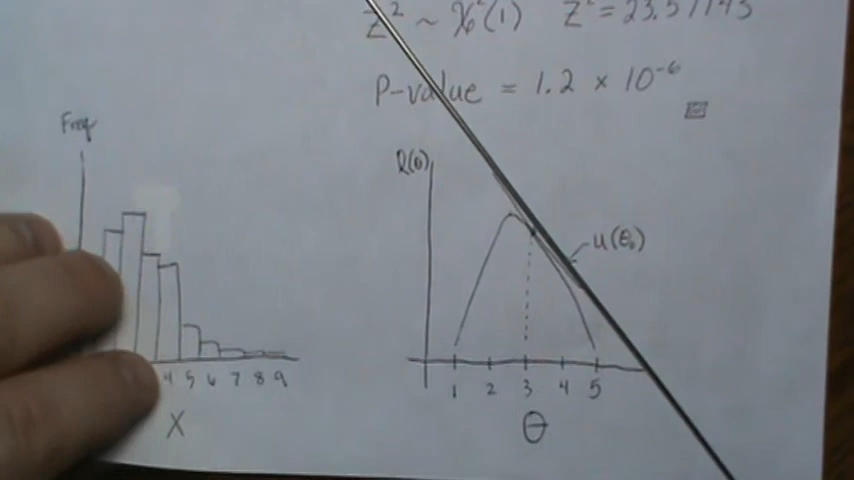 Z² ~ χ²(1) Z² = 23.57143
P-value = 1.2 × 10⁻⁶
Freq
4 5 6 7 8 9
X
R(θ)
u(θ₀)
1 2 3 4 5
θ